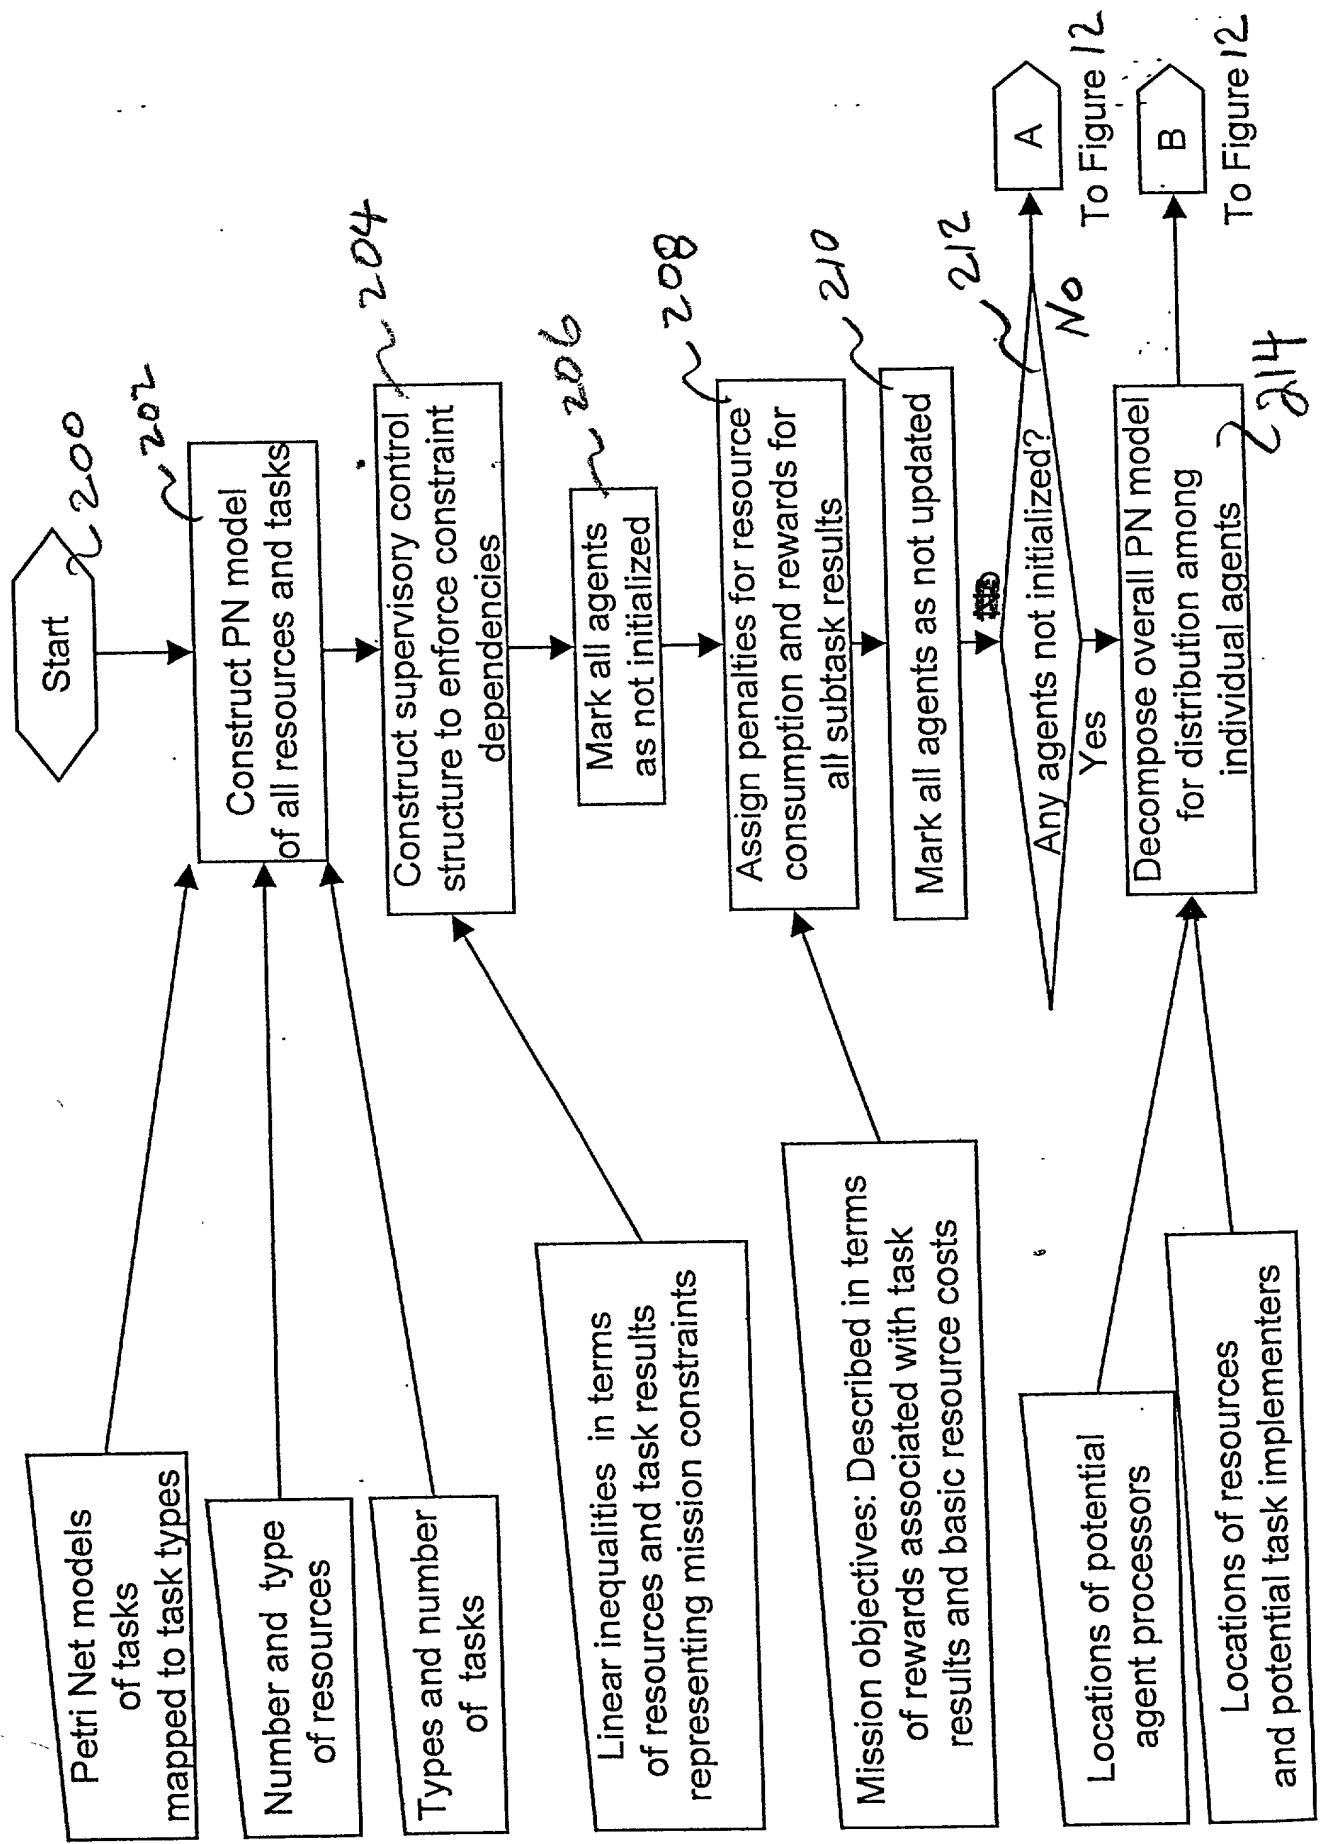 Start
200
Petri Net models
of tasks
mapped to task types
Number and type
of resources
Types and number
of tasks
Construct PN model
of all resources and tasks
202
Linear inequalities in terms
of resources and task results
representing mission constraints
Construct supervisory control
structure to enforce constraint
dependencies
204
Mark all agents
as not initialized
206
Mission objectives: Described in terms
of rewards associated with task
results and basic resource costs
Assign penalties for resource
consumption and rewards for
all subtask results
208
Mark all agents as not updated
210
Any agents not initialized?
212
No
A
To Figure 12
Yes
Locations of potential
agent processors
Locations of resources
and potential task implementers
Decompose overall PN model
for distribution among
individual agents
214
B
To Figure 12